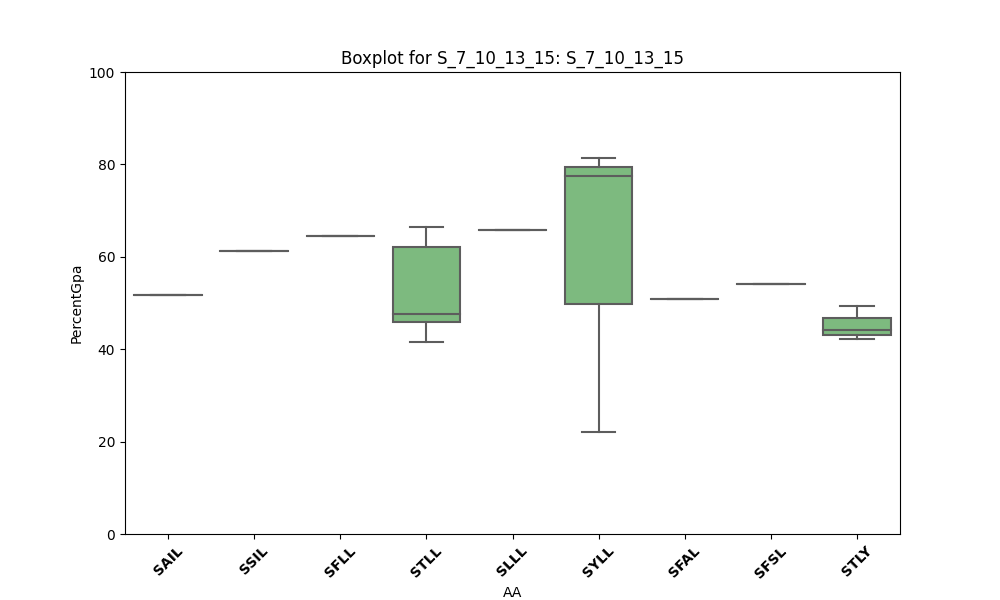 Boxplot for S_7_10_13_15: S_7_10_13_15
100
80
60
40
20
0
PercentGpa
SAIL
SSIL
SFLL
STLL
SLLL
SYLL
SFAL
SFSL
STLY
AA